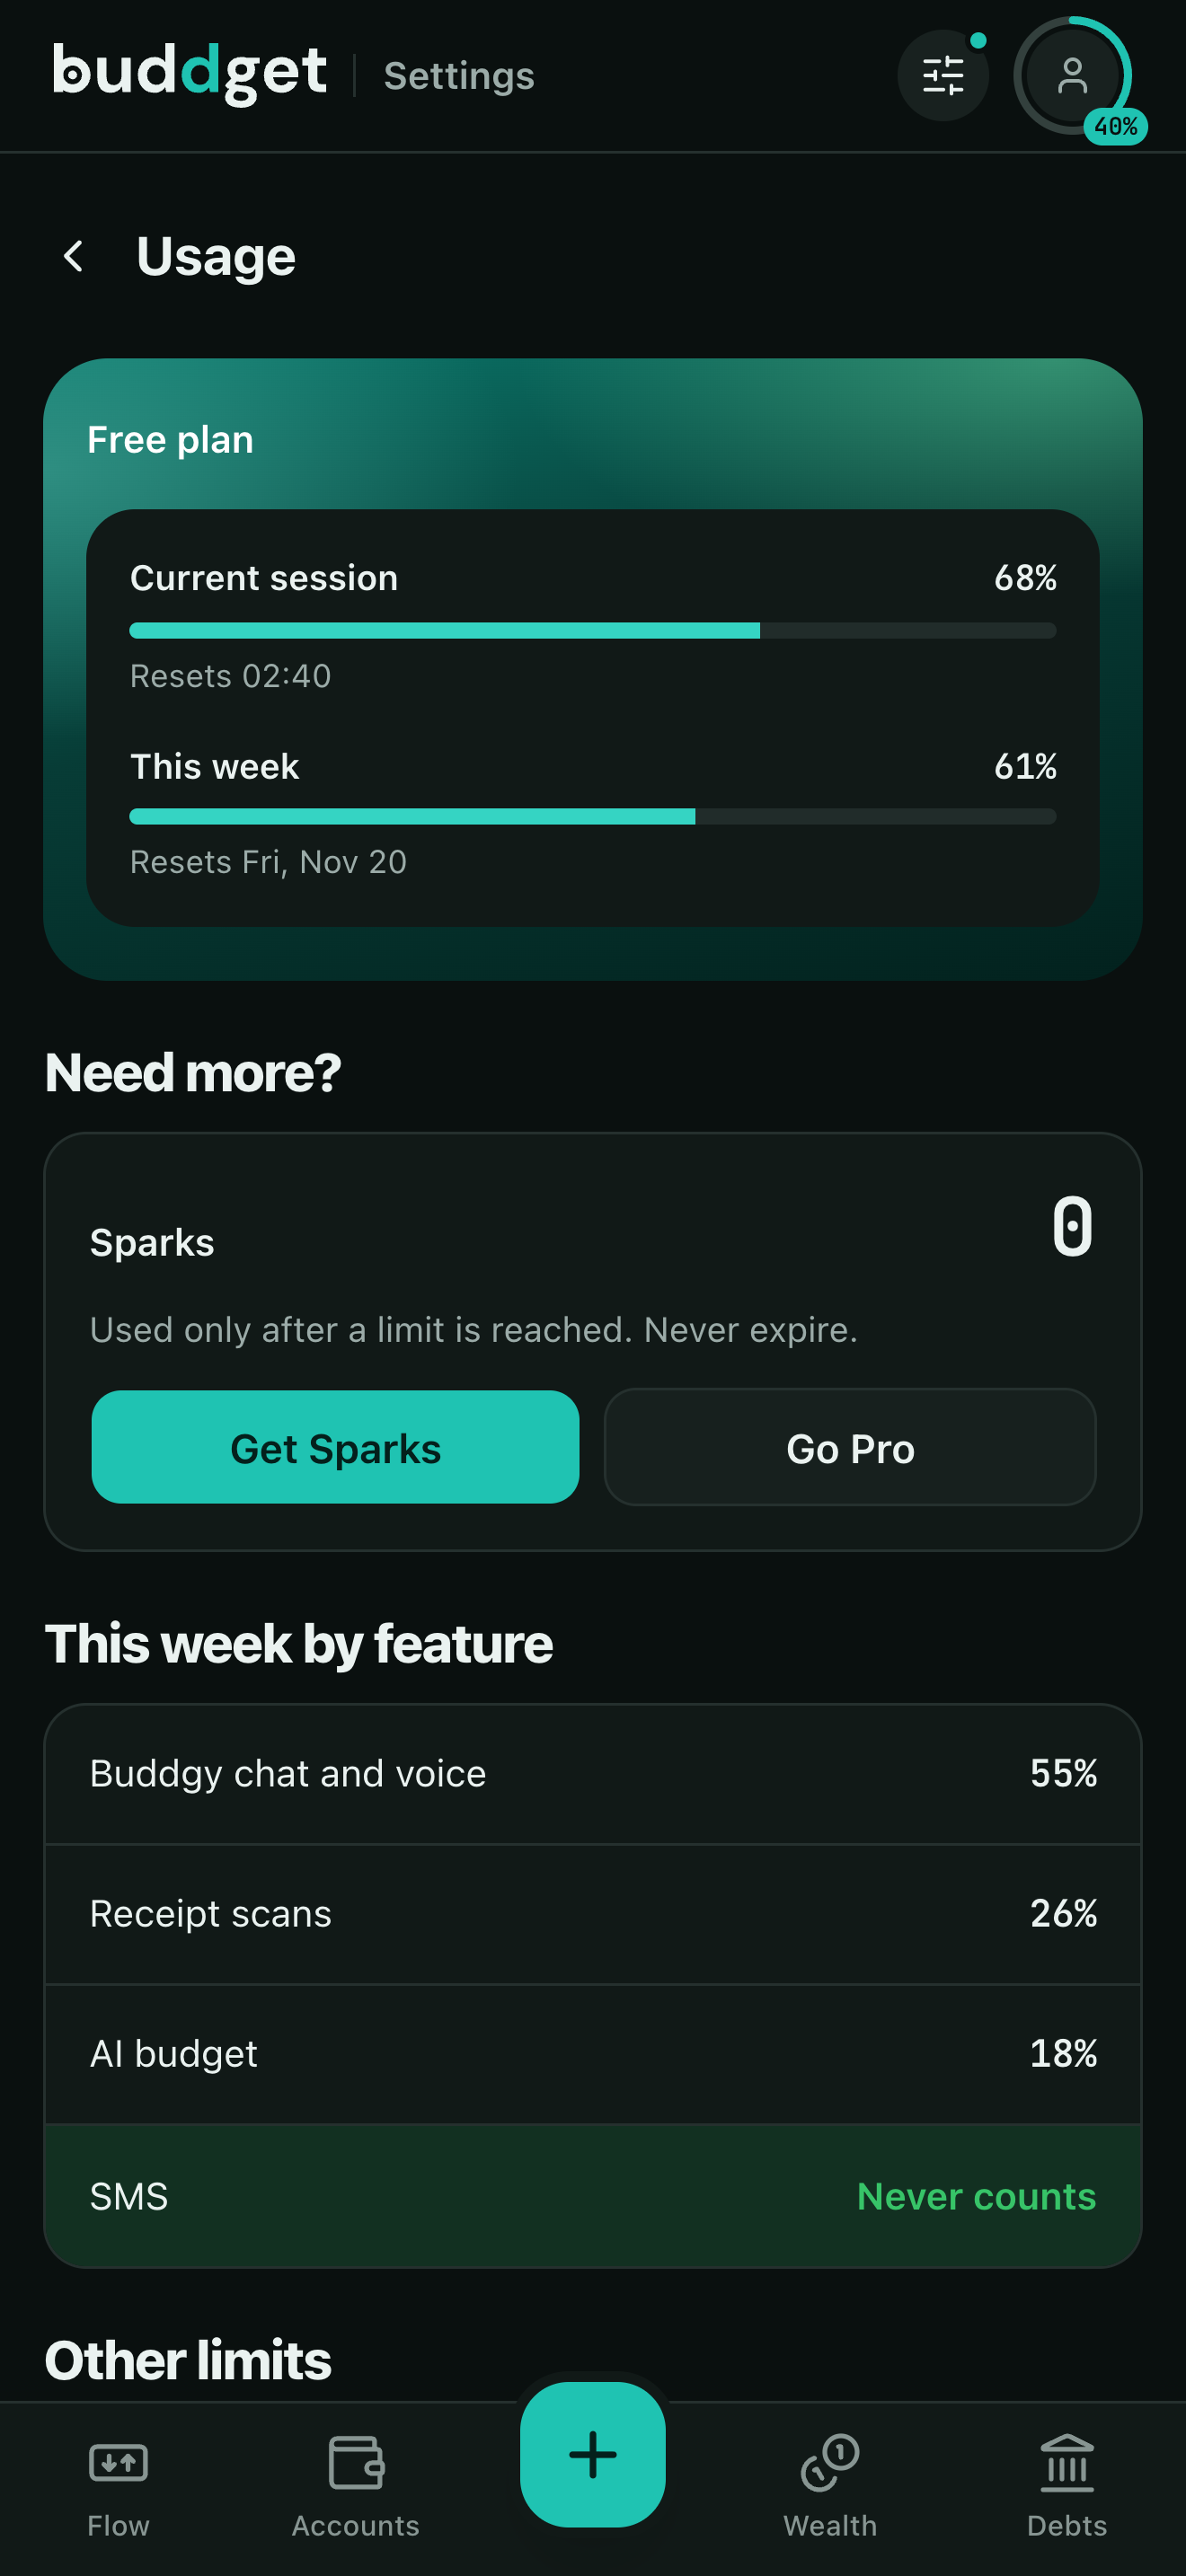 buddget
Settings
40%
Usage
Free plan
Current session 68%
Resets 02:40
This week 61%
Resets Fri, Nov 20
Need more?
Sparks 0
Used only after a limit is reached. Never expire.
Get Sparks Go Pro
This week by feature
Buddgy chat and voice 55%
Receipt scans 26%
AI budget 18%
SMS Never counts
Other limits
Flow Accounts Wealth Debts